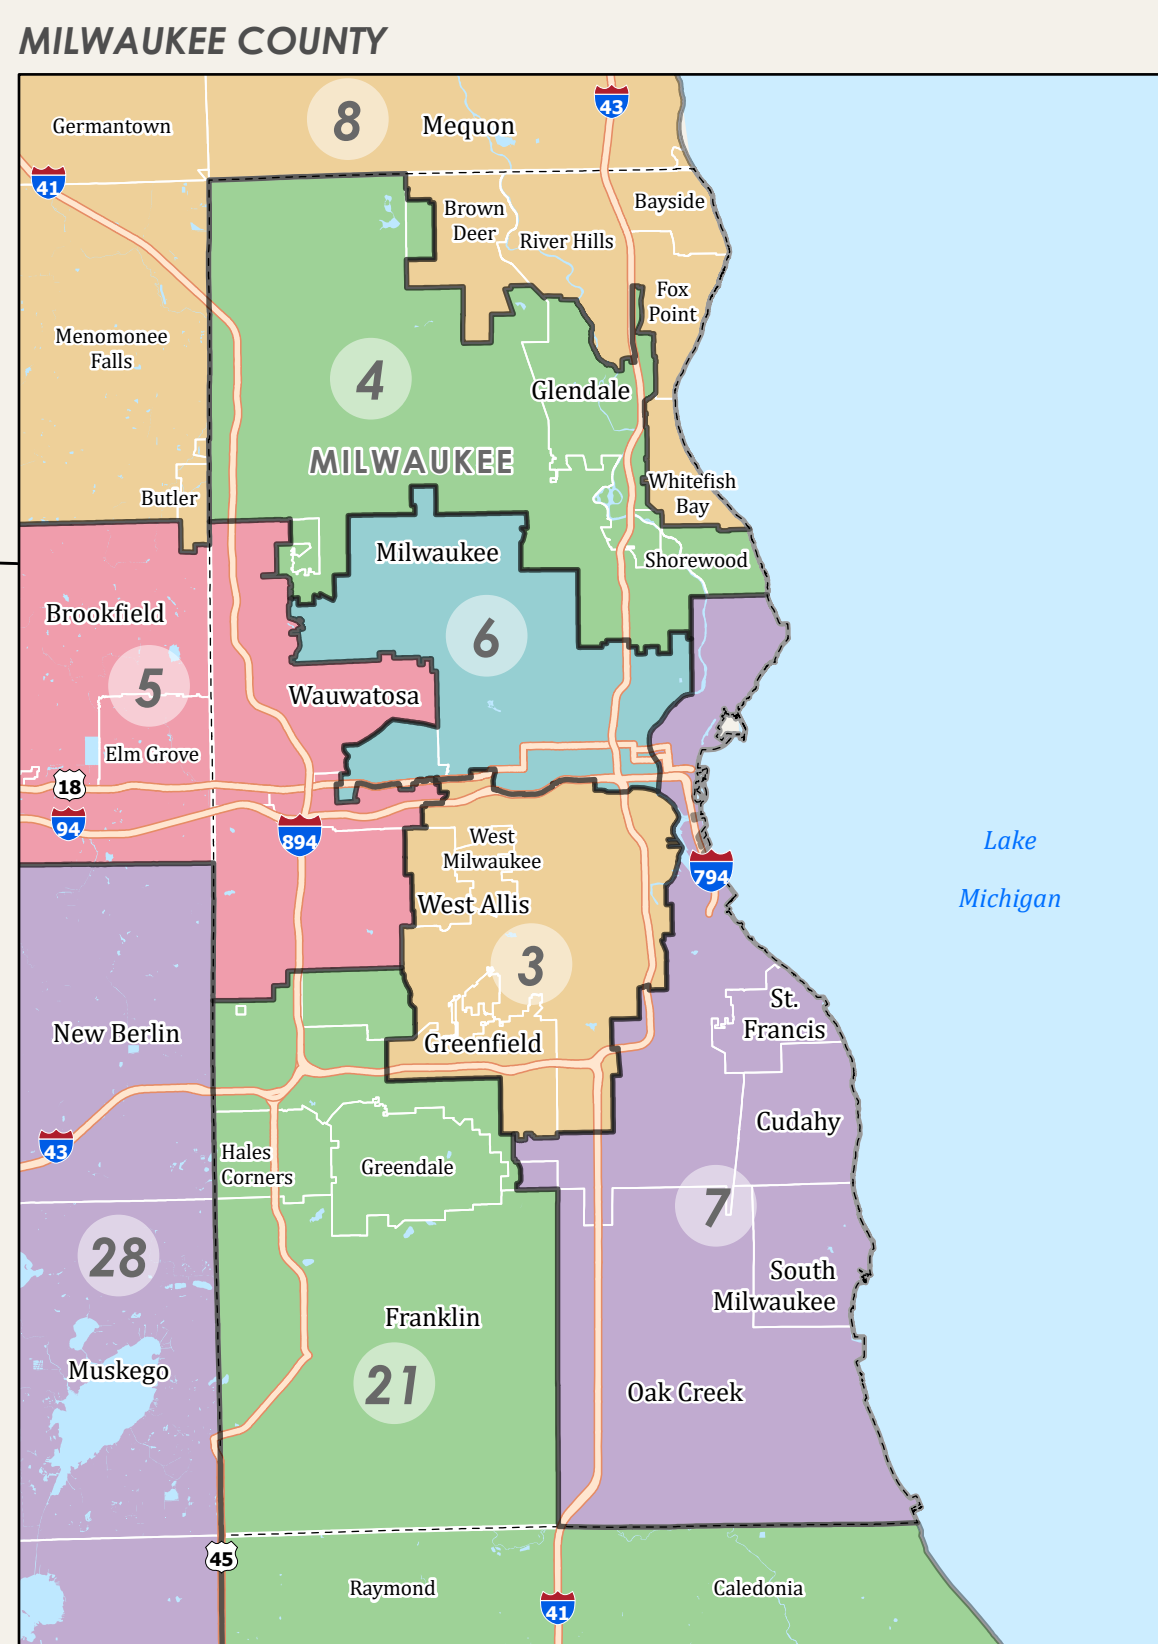 MILWAUKEE COUNTY
43
8
Germantown
Mequon
41
Bayside
Brown
Deer
River Hills
Fox
Point
Menomonee
Falls
4
Glendale
MILWAUKEE
Whitefish
Bay
Butler
Milwaukee
Shorewood
Brookfield
6
5
Wauwatosa
Elm Grove
18
94
894
West
Milwaukee
Lake
Michigan
794
West Allis
3
St.
Francis
New Berlin
Greenfield
Cudahy
43
Hales
Corners
Greendale
7
28
South
Milwaukee
Franklin
Muskego
21
Oak Creek
45
Raymond
Caledonia
41